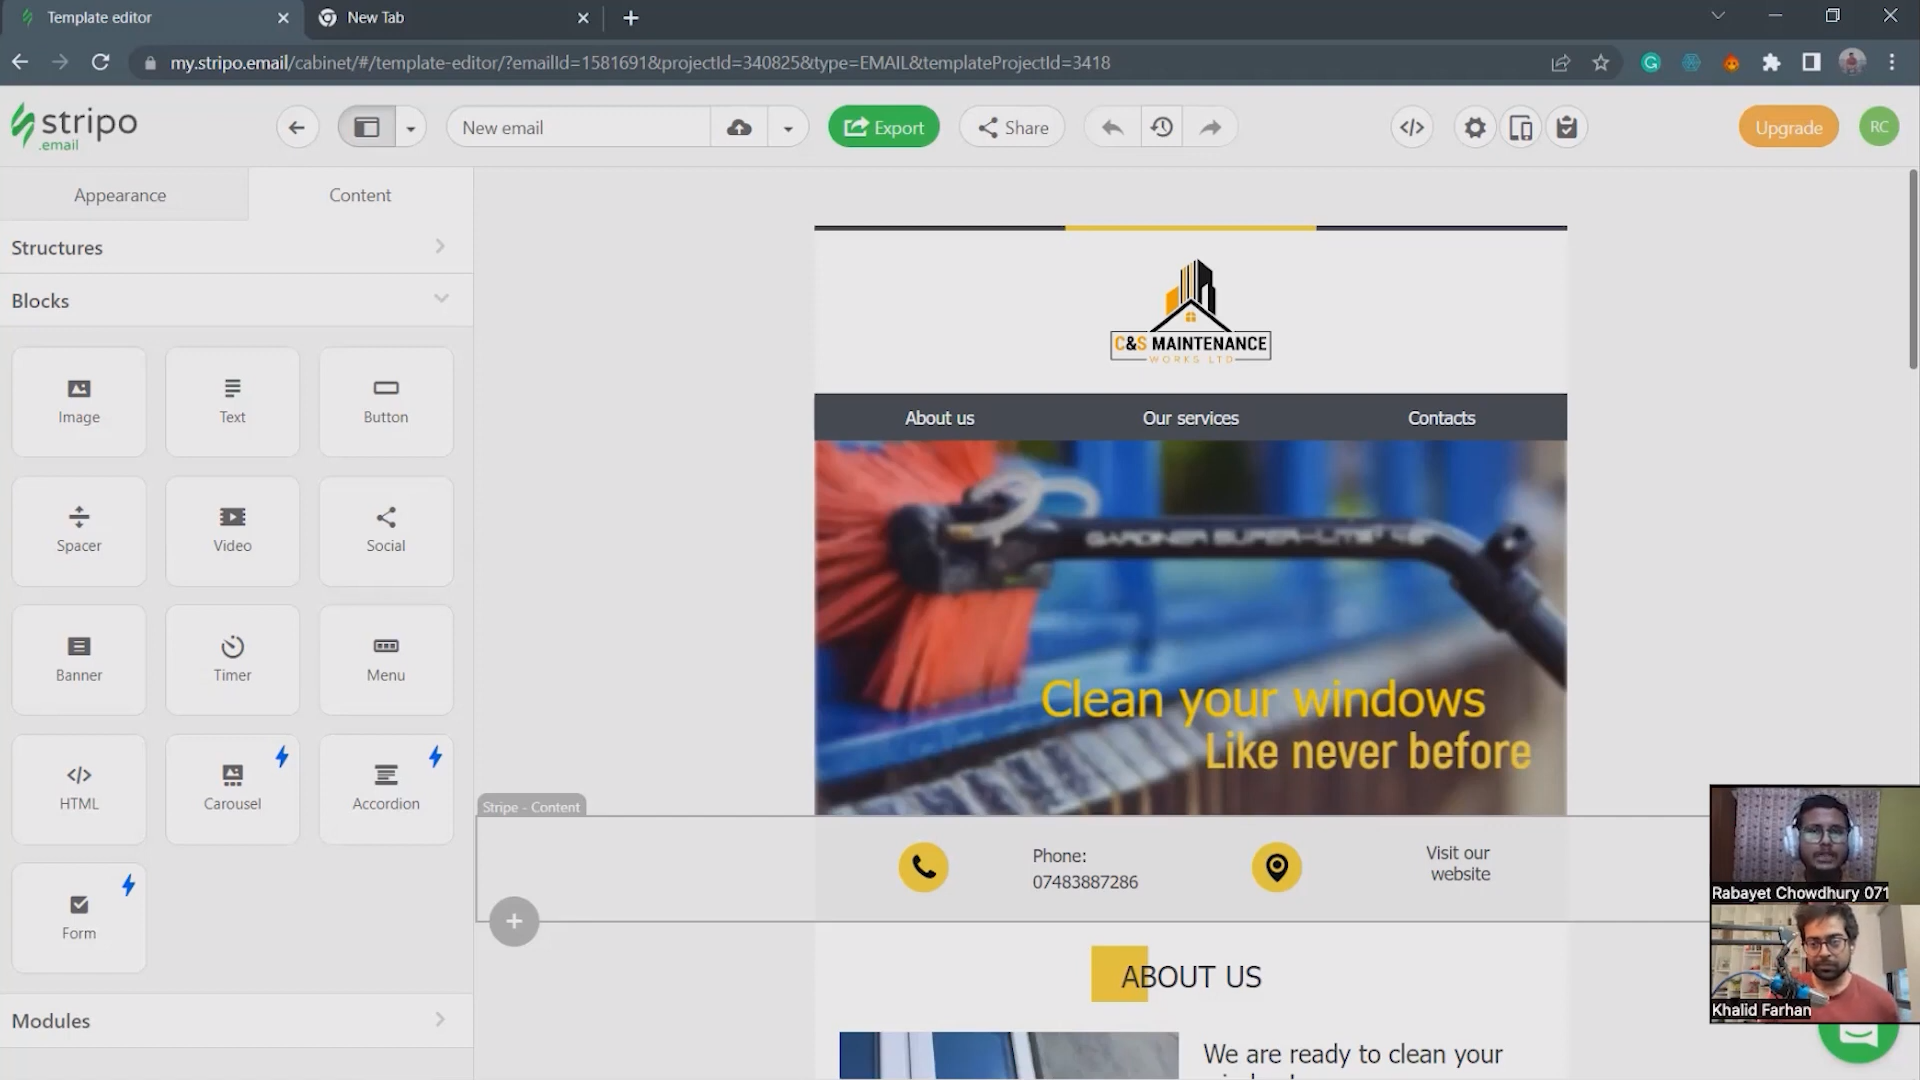 Template editor
New Tab
my.stripo.email/cabinet/#/template-editor/?emailId=1581691&projectId=340825&type=EMAIL&templateProjectId=3418
stripo
.email
New email
Export
Share
Upgrade
RC
Appearance
Content
Structures
Blocks
Image
Text
Button
Spacer
Video
Social
Banner
Timer
Menu
HTML
Carousel
Accordion
Form
Modules
C&S MAINTENANCE
WORKS LTD
About us
Our services
Contacts
GARDINER SUPER-LITE
Clean your windows
Like never before
Stripe - Content
Phone:
07483887286
Visit our
website
ABOUT US
We are ready to clean your
Rabayet Chowdhury 071
Khalid Farhan